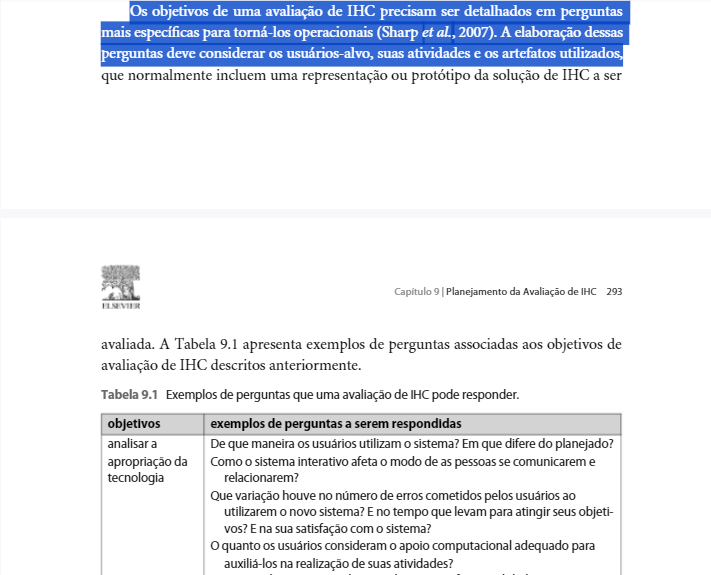 Os objetivos de uma avaliação de IHC precisam ser detalhados em perguntas
mais específicas para torná-los operacionais (Sharp et al., 2007). A elaboração dessas
perguntas deve considerar os usuários-alvo, suas atividades e os artefatos utilizados,
que normalmente incluem uma representação ou protótipo da solução de IHC a ser
ELSEVIER
Capítulo 9 | Planejamento da Avaliação de IHC 293
avaliada. A Tabela 9.1 apresenta exemplos de perguntas associadas aos objetivos de
avaliação de IHC descritos anteriormente.
Tabela 9.1 Exemplos de perguntas que uma avaliação de IHC pode responder.
objetivos
exemplos de perguntas a serem respondidas
analisar a
apropriação da
tecnologia
De que maneira os usuários utilizam o sistema? Em que difere do planejado?
Como o sistema interativo afeta o modo de as pessoas se comunicarem e
relacionarem?
Que variação houve no número de erros cometidos pelos usuários ao
utilizarem o novo sistema? E no tempo que levam para atingir seus objeti-
vos? E na sua satisfação com o sistema?
O quanto os usuários consideram o apoio computacional adequado para
auxiliá-los na realização de suas atividades?